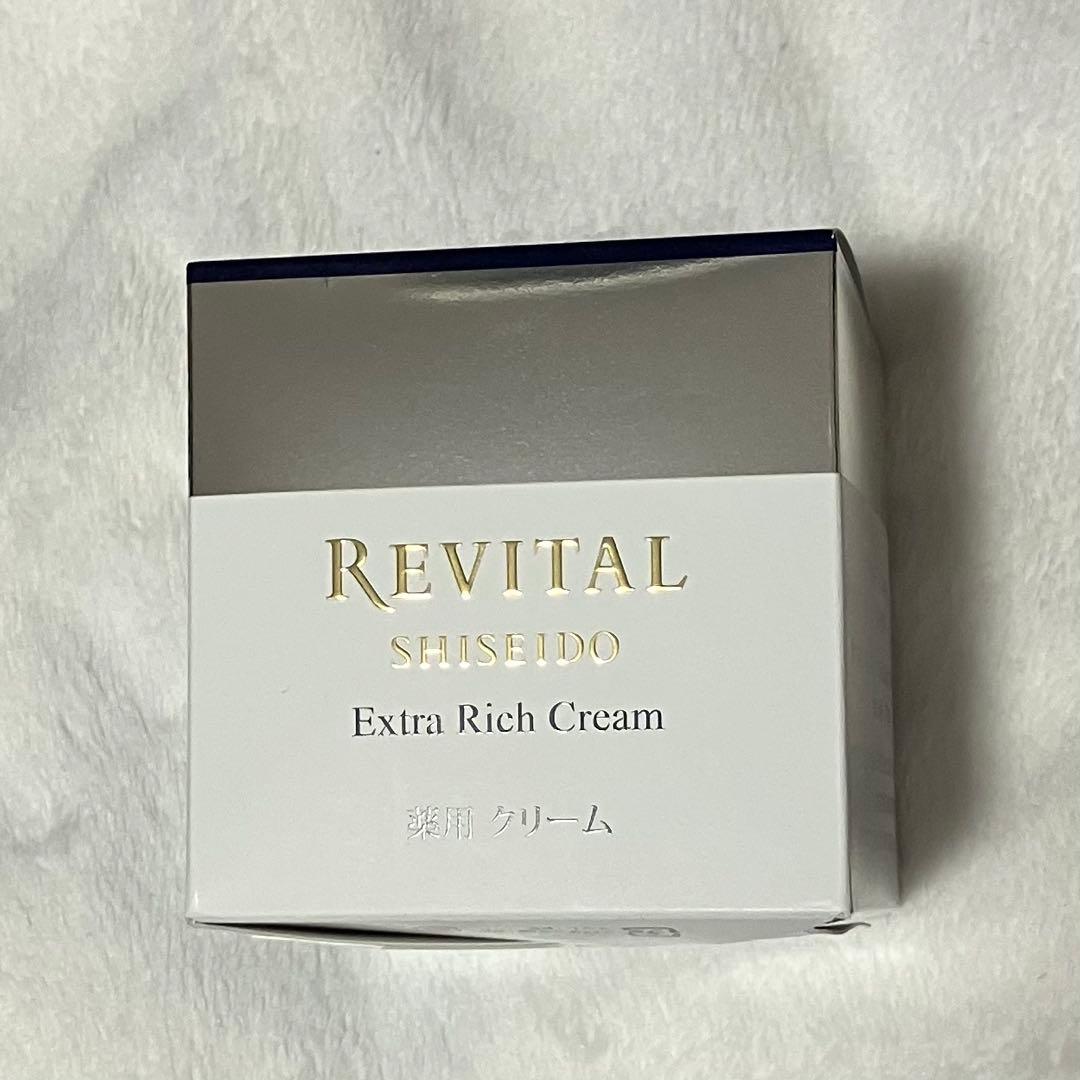 REVITAL
SHISEIDO
Extra Rich Cream
薬用 クリーム